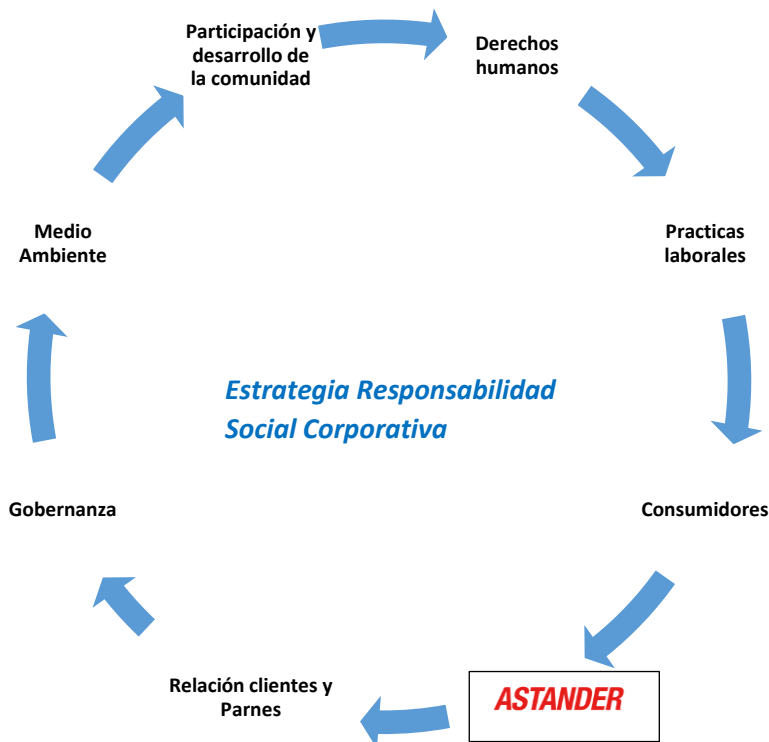 Participación y
desarrollo de
la comunidad
Derechos
humanos
Practicas
laborales
Consumidores
ASTANDER
Relación clientes y
Parnes
Gobernanza
Medio
Ambiente
Estrategia Responsabilidad
Social Corporativa